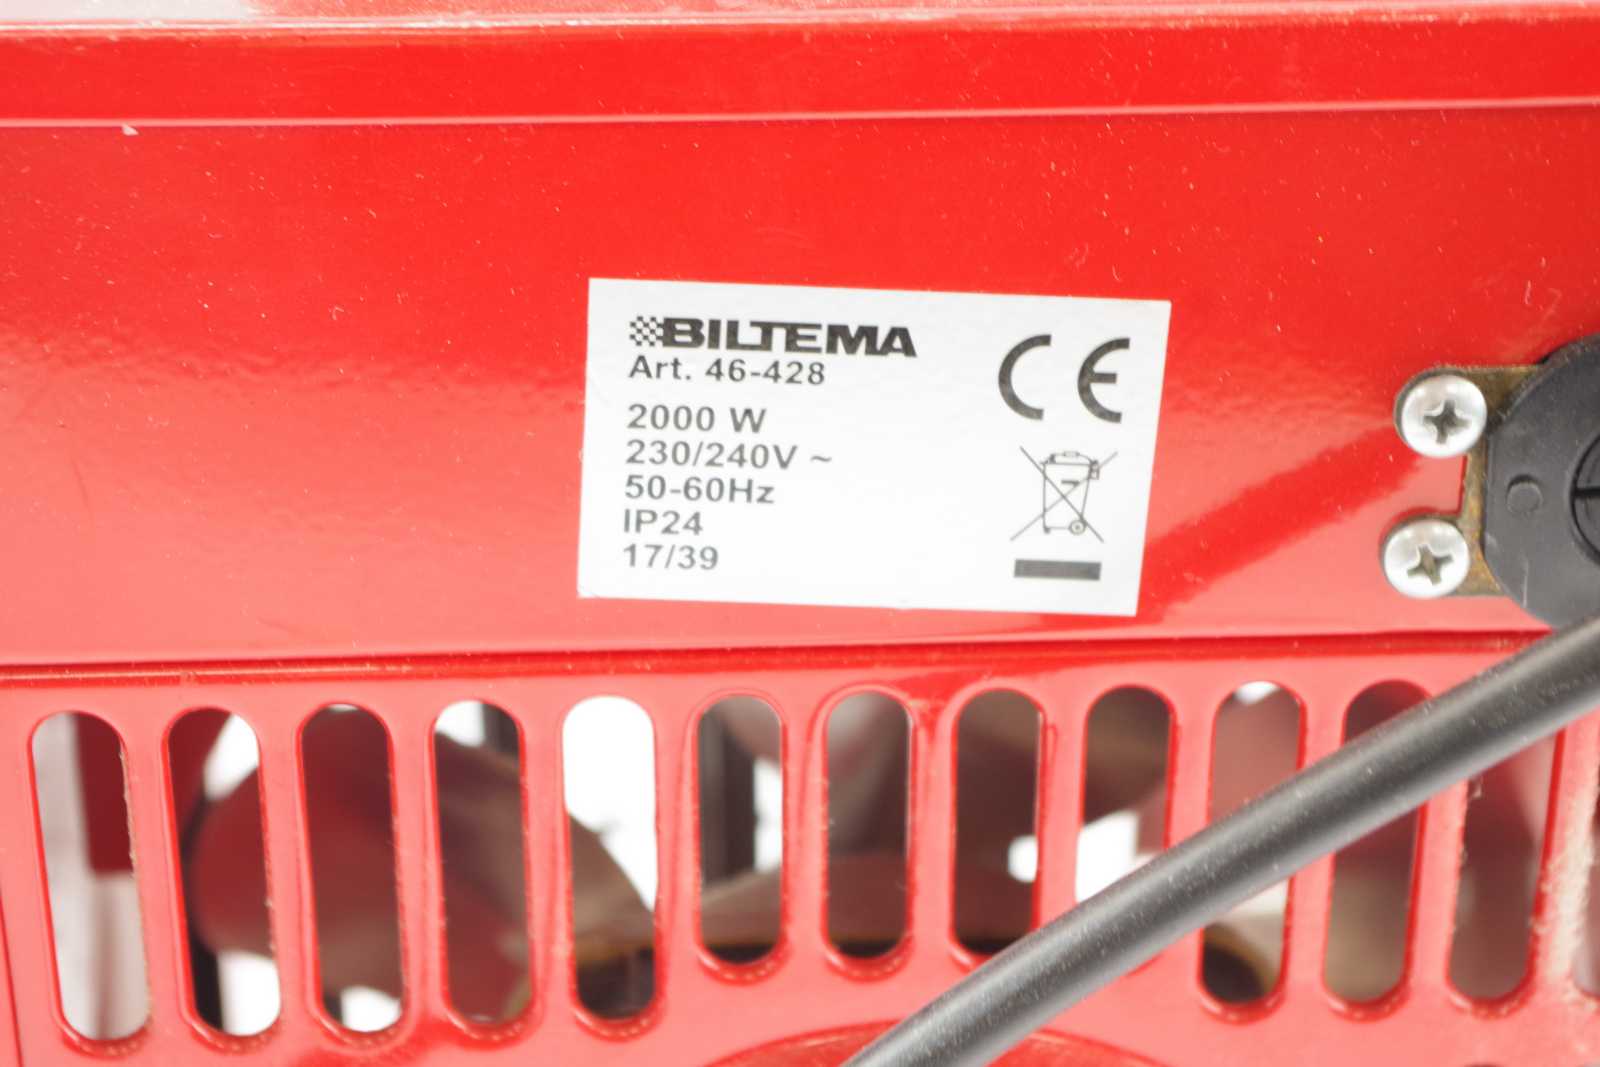 BILTEMA
Art. 46-428
2000 W
230/240V ~
50-60Hz
IP24
17/39
CE